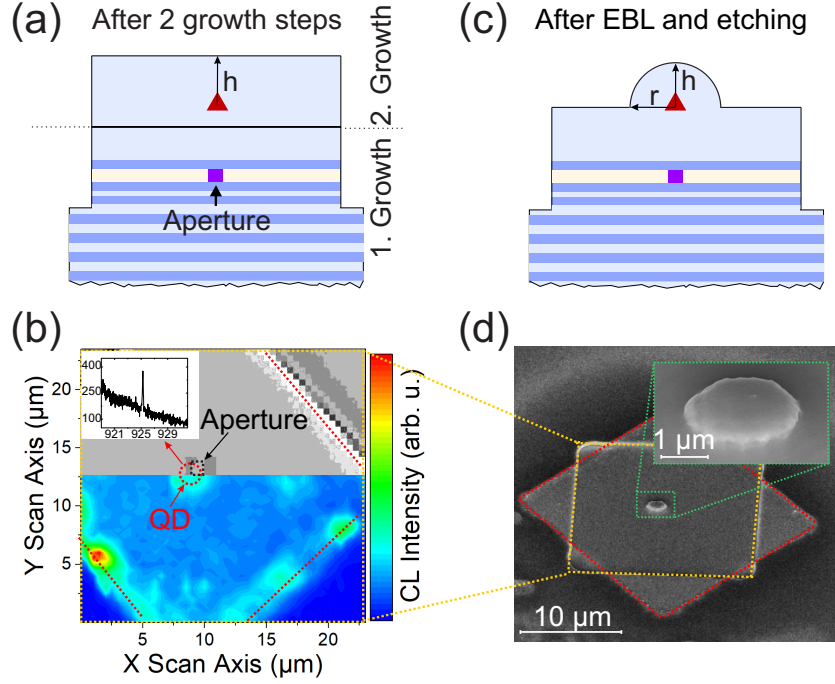 (a) After 2 growth steps
h
2. Growth
1. Growth
Aperture
(c) After EBL and etching
h
r
(b)
400
250
100
921 925 929
Aperture
QD
20
15
10
5
5 10 15 20
Y Scan Axis (µm)
X Scan Axis (µm)
CL Intensity (arb. u.)
(d)
1 µm
10 µm